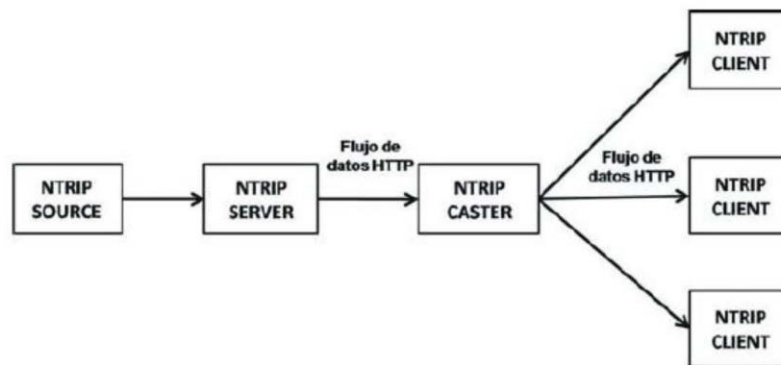 NTRIP
CLIENT
Flujo de
datos HTTP
NTRIP
SOURCE
NTRIP
SERVER
NTRIP
CASTER
Flujo de
datos HTTP
NTRIP
CLIENT
NTRIP
CLIENT